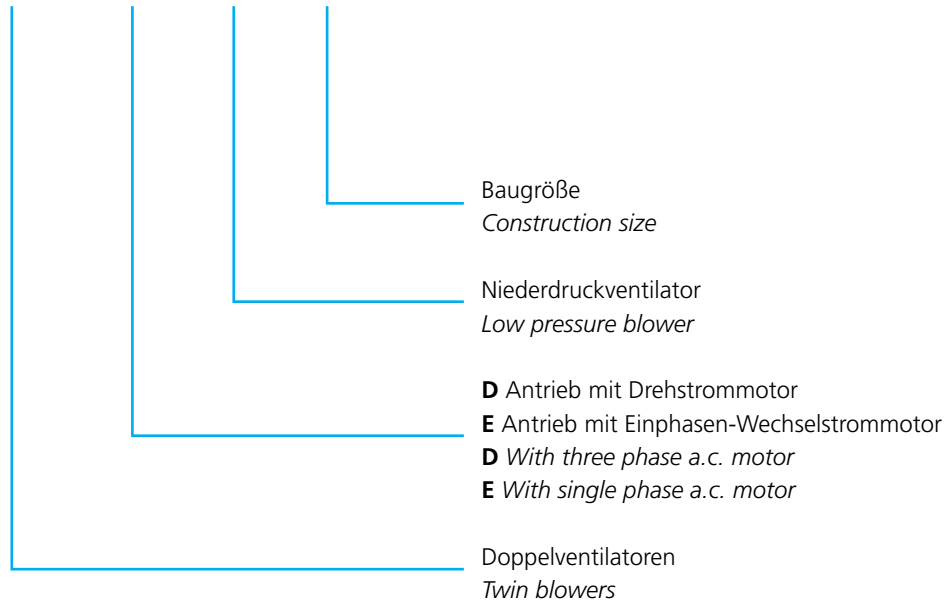 Baugröße
Construction size
Niederdruckventilator
Low pressure blower
D Antrieb mit Drehstrommotor
E Antrieb mit Einphasen-Wechselstrommotor
D With three phase a.c. motor
E With single phase a.c. motor
Doppelventilatoren
Twin blowers